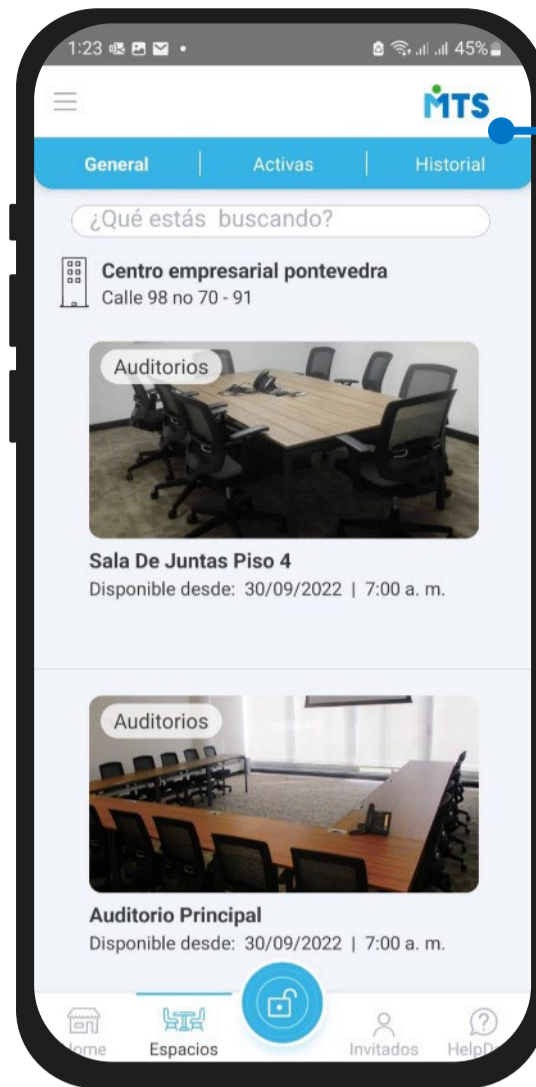 1:23
45%
MTS
General | Activas | Historial
¿Qué estás buscando?
Centro empresarial pontevedra
Calle 98 no 70 - 91
Auditorios
Sala De Juntas Piso 4
Disponible desde: 30/09/2022 | 7:00 a. m.
Auditorios
Auditorio Principal
Disponible desde: 30/09/2022 | 7:00 a. m.
ome Espacios Invitados HelpD